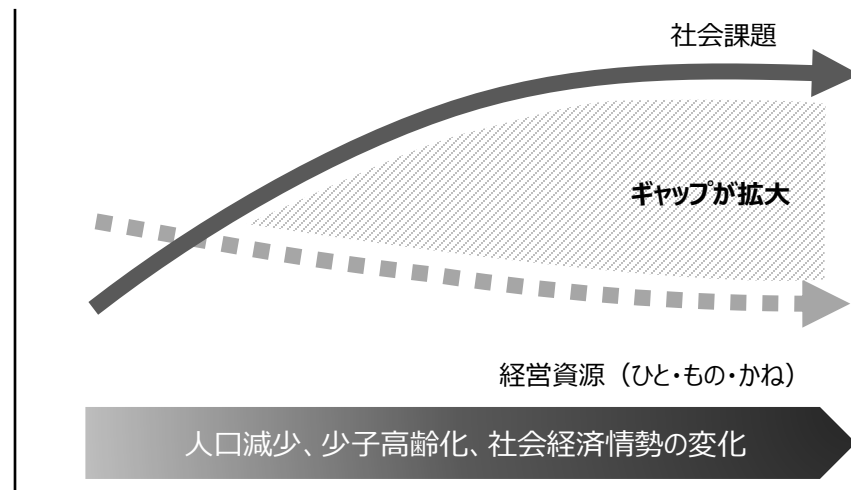 社会課題
ギャップが拡大
経営資源（ひと・もの・かね）
人口減少、少子高齢化、社会経済情勢の変化